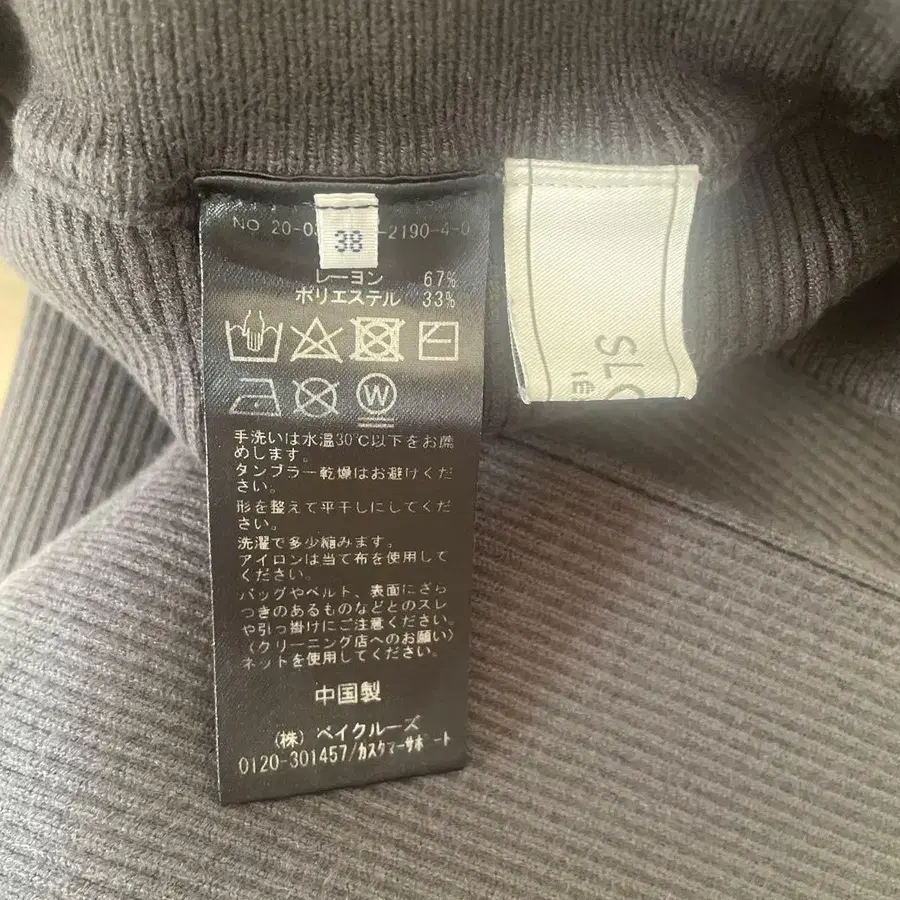 NO 20-0 -2190-4-0
38
レーヨン 67%
ポリエステル 33%
W
手洗いは水温30℃以下をお薦
めします。
タンブラー乾燥はお避けくだ
さい。
形を整えて平干しにしてくだ
さい。
洗濯で多少縮みます。
アイロンは当て布を使用して
ください。
バッグやベルト、表面にざら
つきのあるものなどとのスレ
や引っ掛けにご注意ください。
(クリーニング店へのお願い)
ネットを使用してください。
中国製
(株) ベイクルーズ
0120-301457/カスタマーサポート
SLO